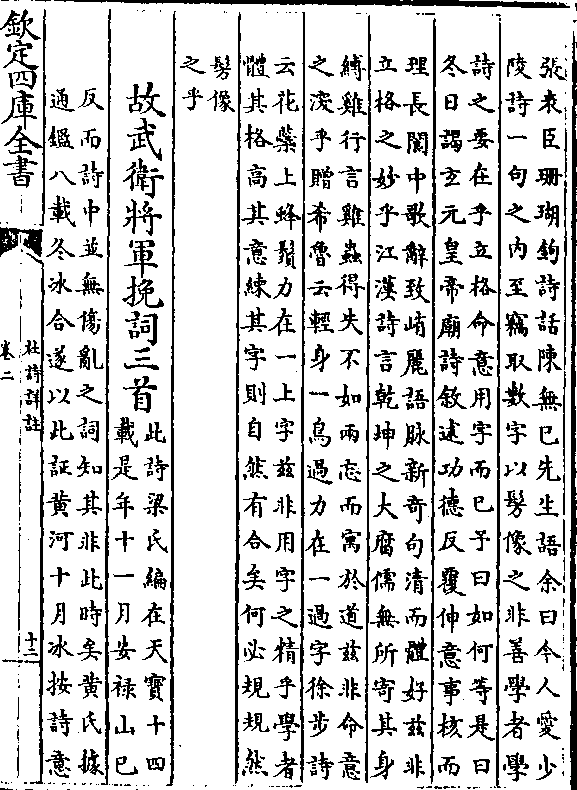 張表臣珊瑚鉤詩話陳無已先生語余曰今人愛少
陵詩一句之内至竊取數字以髣像之非善學者學
詩之要在乎立格命意用字而已予曰如何等是曰
冬日謁玄元皇帝廟詩敘述功德反覆仲意事核而
理長閬中歌辭致峭麗語脉新奇句清而體好兹非
立格之妙乎江漢詩言乾坤之大腐儒無所寄其身
縛雞行言雞蟲得失不如兩忘而寓於道兹非命意
之深乎贈希魯云輕身一鳥過力在一過字徐步詩
云花蘂上蜂鬚力在一上字兹非用字之精乎學者
體其格高其意練其字則自然有合矣何必規規然
髣像
之乎
故武衛將軍挽詞三首
此詩梁氏編在天寶十四
載是年十一月安禄山已
反而詩中並無傷亂之詞知其非此時矣黄氏據
通鑑八載冬冰合遂以此証黄河十月冰按詩意
欽定四庫全書
杜詩詳註
卷二
十三